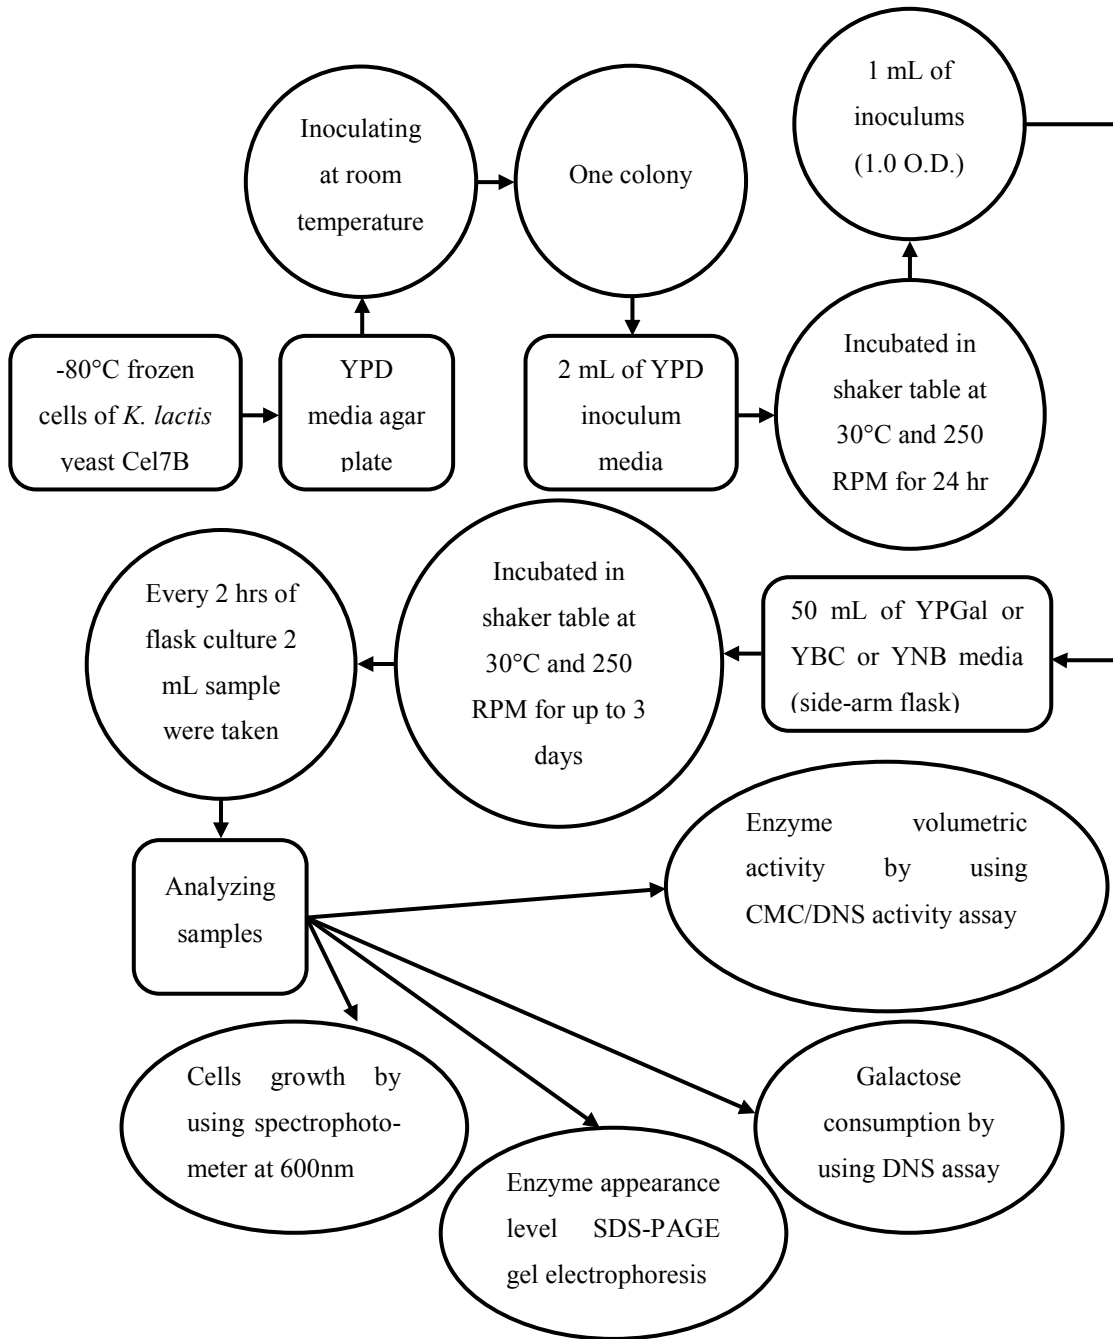 -80°C frozen
cells of K. lactis
yeast Cel7B
YPD
media agar
plate
Inoculating
at room
temperature
One colony
2 mL of YPD
inoculum
media
Incubated in
shaker table at
30°C and 250
RPM for 24 hr
1 mL of
inoculums
(1.0 O.D.)
50 mL of YPGal or
YBC or YNB media
(side-arm flask)
Incubated in
shaker table at
30°C and 250
RPM for up to 3
days
Every 2 hrs of
flask culture 2
mL sample
were taken
Analyzing
samples
Enzyme volumetric
activity by using
CMC/DNS activity assay
Galactose
consumption by
using DNS assay
Enzyme appearance
level SDS-PAGE
gel electrophoresis
Cells growth by
using spectrophoto-
meter at 600nm